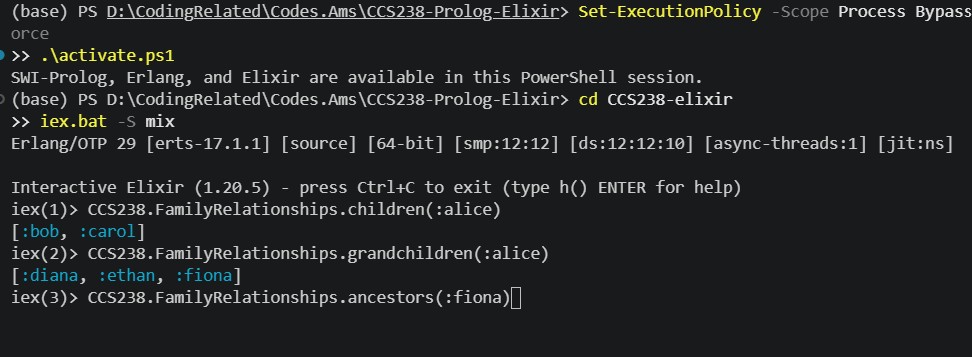 (base) PS D:\CodingRelated\Codes.Ams\CCS238-Prolog-Elixir> Set-ExecutionPolicy -Scope Process Bypass
orce
>> .\activate.ps1
SWI-Prolog, Erlang, and Elixir are available in this PowerShell session.
(base) PS D:\CodingRelated\Codes.Ams\CCS238-Prolog-Elixir> cd CCS238-elixir
>> iex.bat -S mix
Erlang/OTP 29 [erts-17.1.1] [source] [64-bit] [smp:12:12] [ds:12:12:10] [async-threads:1] [jit:ns]
Interactive Elixir (1.20.5) - press Ctrl+C to exit (type h() ENTER for help)
iex(1)> CCS238.FamilyRelationships.children(:alice)
[:bob, :carol]
iex(2)> CCS238.FamilyRelationships.grandchildren(:alice)
[:diana, :ethan, :fiona]
iex(3)> CCS238.FamilyRelationships.ancestors(:fiona)